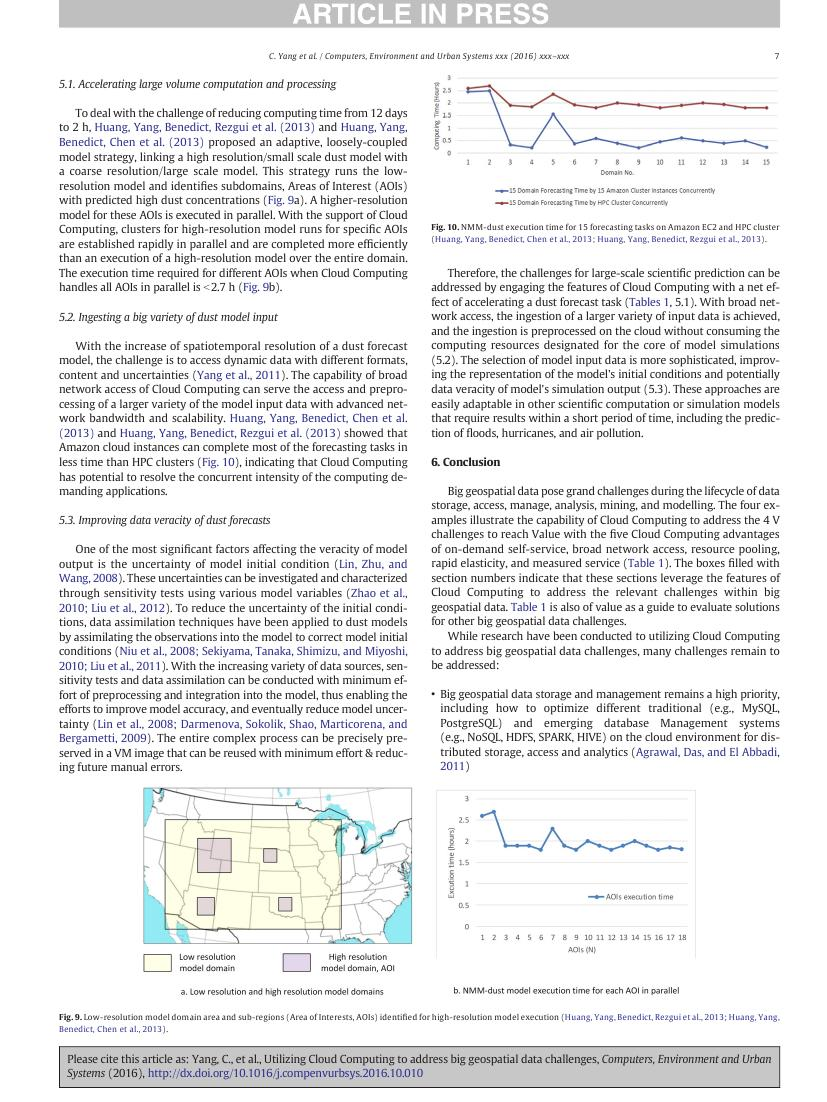 ARTICLE IN PRESS
C. Yang et al. / Computers, Environment and Urban Systems xxx (2016) xxx–xxx
7
5.1. Accelerating large volume computation and processing
To deal with the challenge of reducing computing time from 12 days
to 2 h, Huang, Yang, Benedict, Rezgui et al. (2013) and Huang, Yang,
Benedict, Chen et al. (2013) proposed an adaptive, loosely-coupled
model strategy, linking a high resolution/small scale dust model with
a coarse resolution/large scale model. This strategy runs the low-
resolution model and identifies subdomains, Areas of Interest (AOIs)
with predicted high dust concentrations (Fig. 9a). A higher-resolution
model for these AOIs is executed in parallel. With the support of Cloud
Computing, clusters for high-resolution model runs for specific AOIs
are established rapidly in parallel and are completed more efficiently
than an execution of a high-resolution model over the entire domain.
The execution time required for different AOIs when Cloud Computing
handles all AOIs in parallel is <2.7 h (Fig. 9b).
5.2. Ingesting a big variety of dust model input
With the increase of spatiotemporal resolution of a dust forecast
model, the challenge is to access dynamic data with different formats,
content and uncertainties (Yang et al., 2011). The capability of broad
network access of Cloud Computing can serve the access and prepro-
cessing of a larger variety of the model input data with advanced net-
work bandwidth and scalability. Huang, Yang, Benedict, Chen et al.
(2013) and Huang, Yang, Benedict, Rezgui et al. (2013) showed that
Amazon cloud instances can complete most of the forecasting tasks in
less time than HPC clusters (Fig. 10), indicating that Cloud Computing
has potential to resolve the concurrent intensity of the computing de-
manding applications.
5.3. Improving data veracity of dust forecasts
One of the most significant factors affecting the veracity of model
output is the uncertainty of model initial condition (Lin, Zhu, and
Wang, 2008). These uncertainties can be investigated and characterized
through sensitivity tests using various model variables (Zhao et al.,
2010; Liu et al., 2012). To reduce the uncertainty of the initial condi-
tions, data assimilation techniques have been applied to dust models
by assimilating the observations into the model to correct model initial
conditions (Niu et al., 2008; Sekiyama, Tanaka, Shimizu, and Miyoshi,
2010; Liu et al., 2011). With the increasing variety of data sources, sen-
sitivity tests and data assimilation can be conducted with minimum ef-
fort of preprocessing and integration into the model, thus enabling the
efforts to improve model accuracy, and eventually reduce model uncer-
tainty (Lin et al., 2008; Darmenova, Sokolik, Shao, Marticorena, and
Bergametti, 2009). The entire complex process can be precisely pre-
served in a VM image that can be reused with minimum effort & reduc-
ing future manual errors.
Computing Time (Hours)
3
2.5
2
1.5
1
0.5
0
1 2 3 4 5 6 7 8 9 10 11 12 13 14 15
Domain No.
15 Domain Forecasting Time by 15 Amazon Cluster Instances Concurrently
15 Domain Forecasting Time by HPC Cluster Concurrently
Fig. 10. NMM-dust execution time for 15 forecasting tasks on Amazon EC2 and HPC cluster
(Huang, Yang, Benedict, Chen et al., 2013; Huang, Yang, Benedict, Rezgui et al., 2013).
Therefore, the challenges for large-scale scientific prediction can be
addressed by engaging the features of Cloud Computing with a net ef-
fect of accelerating a dust forecast task (Tables 1, 5.1). With broad net-
work access, the ingestion of a larger variety of input data is achieved,
and the ingestion is preprocessed on the cloud without consuming the
computing resources designated for the core of model simulations
(5.2). The selection of model input data is more sophisticated, improv-
ing the representation of the model's initial conditions and potentially
data veracity of model's simulation output (5.3). These approaches are
easily adaptable in other scientific computation or simulation models
that require results within a short period of time, including the predic-
tion of floods, hurricanes, and air pollution.
6. Conclusion
Big geospatial data pose grand challenges during the lifecycle of data
storage, access, manage, analysis, mining, and modelling. The four ex-
amples illustrate the capability of Cloud Computing to address the 4 V
challenges to reach Value with the five Cloud Computing advantages
of on-demand self-service, broad network access, resource pooling,
rapid elasticity, and measured service (Table 1). The boxes filled with
section numbers indicate that these sections leverage the features of
Cloud Computing to address the relevant challenges within big
geospatial data. Table 1 is also of value as a guide to evaluate solutions
for other big geospatial data challenges.
While research have been conducted to utilizing Cloud Computing
to address big geospatial data challenges, many challenges remain to
be addressed:
• Big geospatial data storage and management remains a high priority,
including how to optimize different traditional (e.g., MySQL,
PostgreSQL) and emerging database Management systems
(e.g., NoSQL, HDFS, SPARK, HIVE) on the cloud environment for dis-
tributed storage, access and analytics (Agrawal, Das, and El Abbadi,
2011)
Low resolution
model domain
High resolution
model domain, AOI
a. Low resolution and high resolution model domains
Excution time (hours)
3
2.5
2
1.5
1
0.5
0
AOIs execution time
1 2 3 4 5 6 7 8 9 10 11 12 13 14 15 16 17 18
AOIs (N)
b. NMM-dust model execution time for each AOI in parallel
Fig. 9. Low-resolution model domain area and sub-regions (Area of Interests, AOIs) identified for high-resolution model execution (Huang, Yang, Benedict, Rezgui et al., 2013; Huang, Yang,
Benedict, Chen et al., 2013).
Please cite this article as: Yang, C., et al., Utilizing Cloud Computing to address big geospatial data challenges, Computers, Environment and Urban
Systems (2016), http://dx.doi.org/10.1016/j.compenvurbsys.2016.10.010